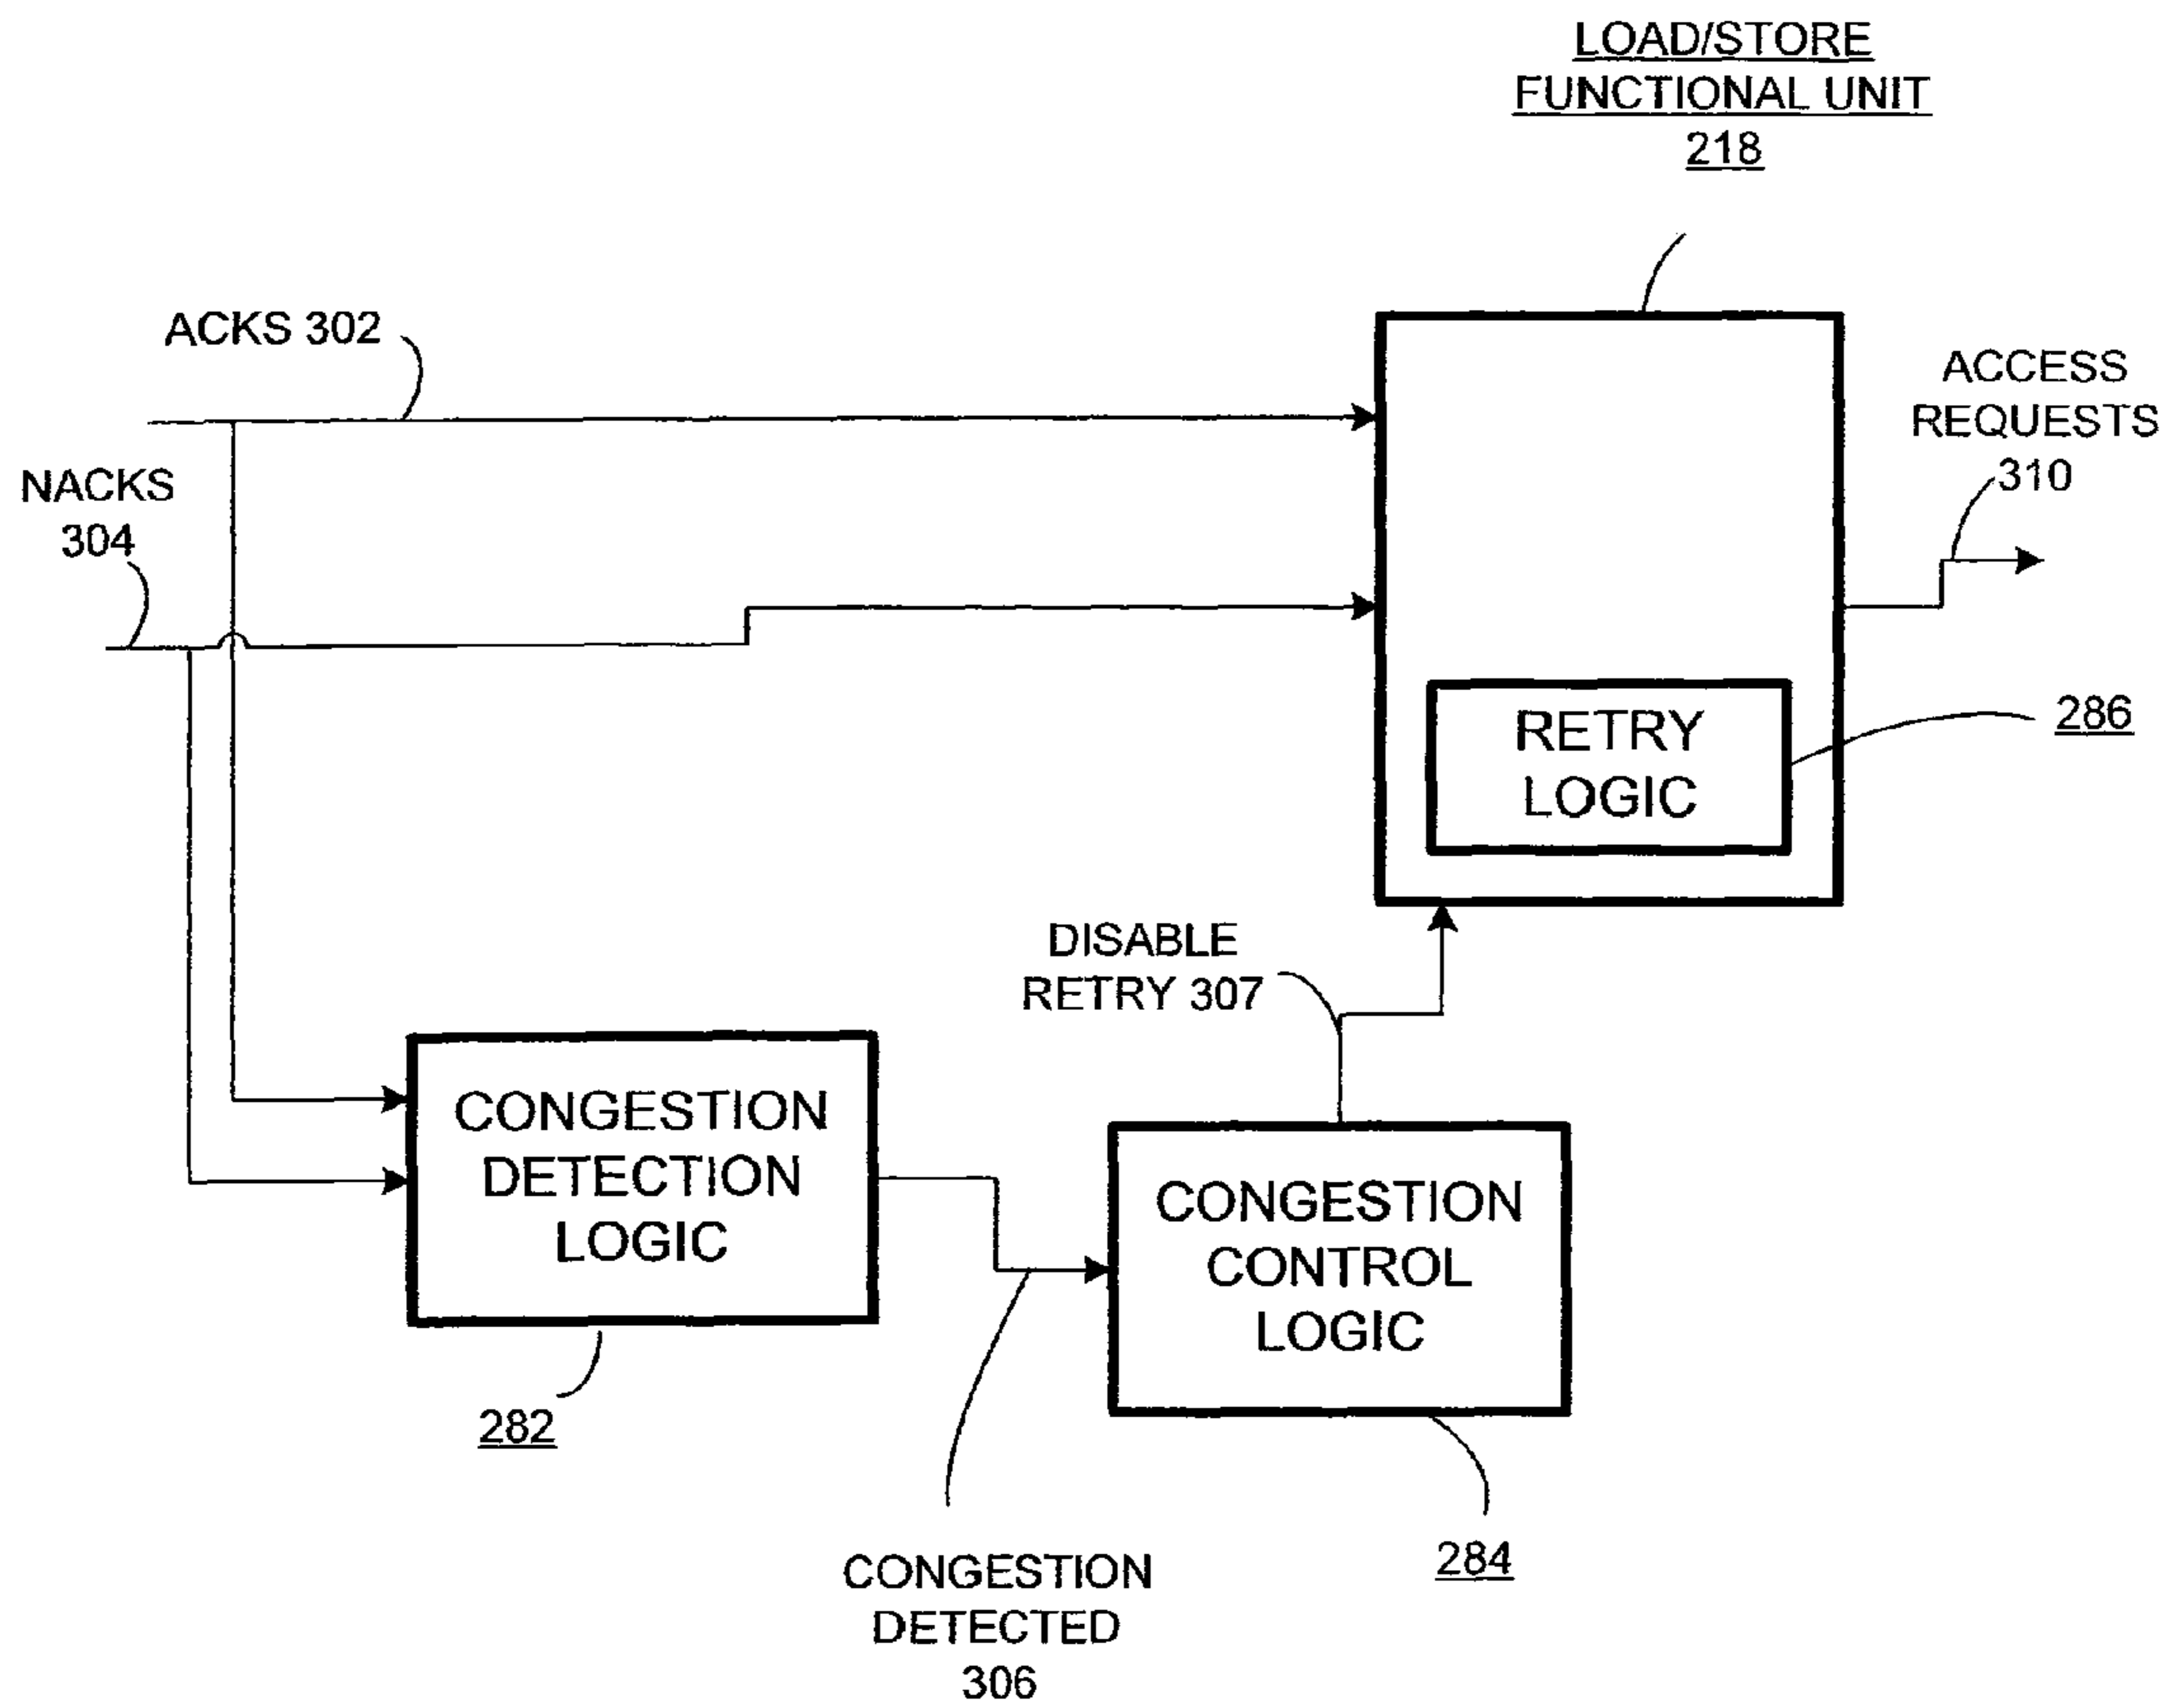 LOAD/STORE
FUNCTIONAL UNIT
218
ACKS 302
ACCESS
REQUESTS
310
NACKS
304
RETRY
LOGIC
286
DISABLE
RETRY 307
CONGESTION
DETECTION
LOGIC
282
CONGESTION
CONTROL
LOGIC
284
CONGESTION
DETECTED
306